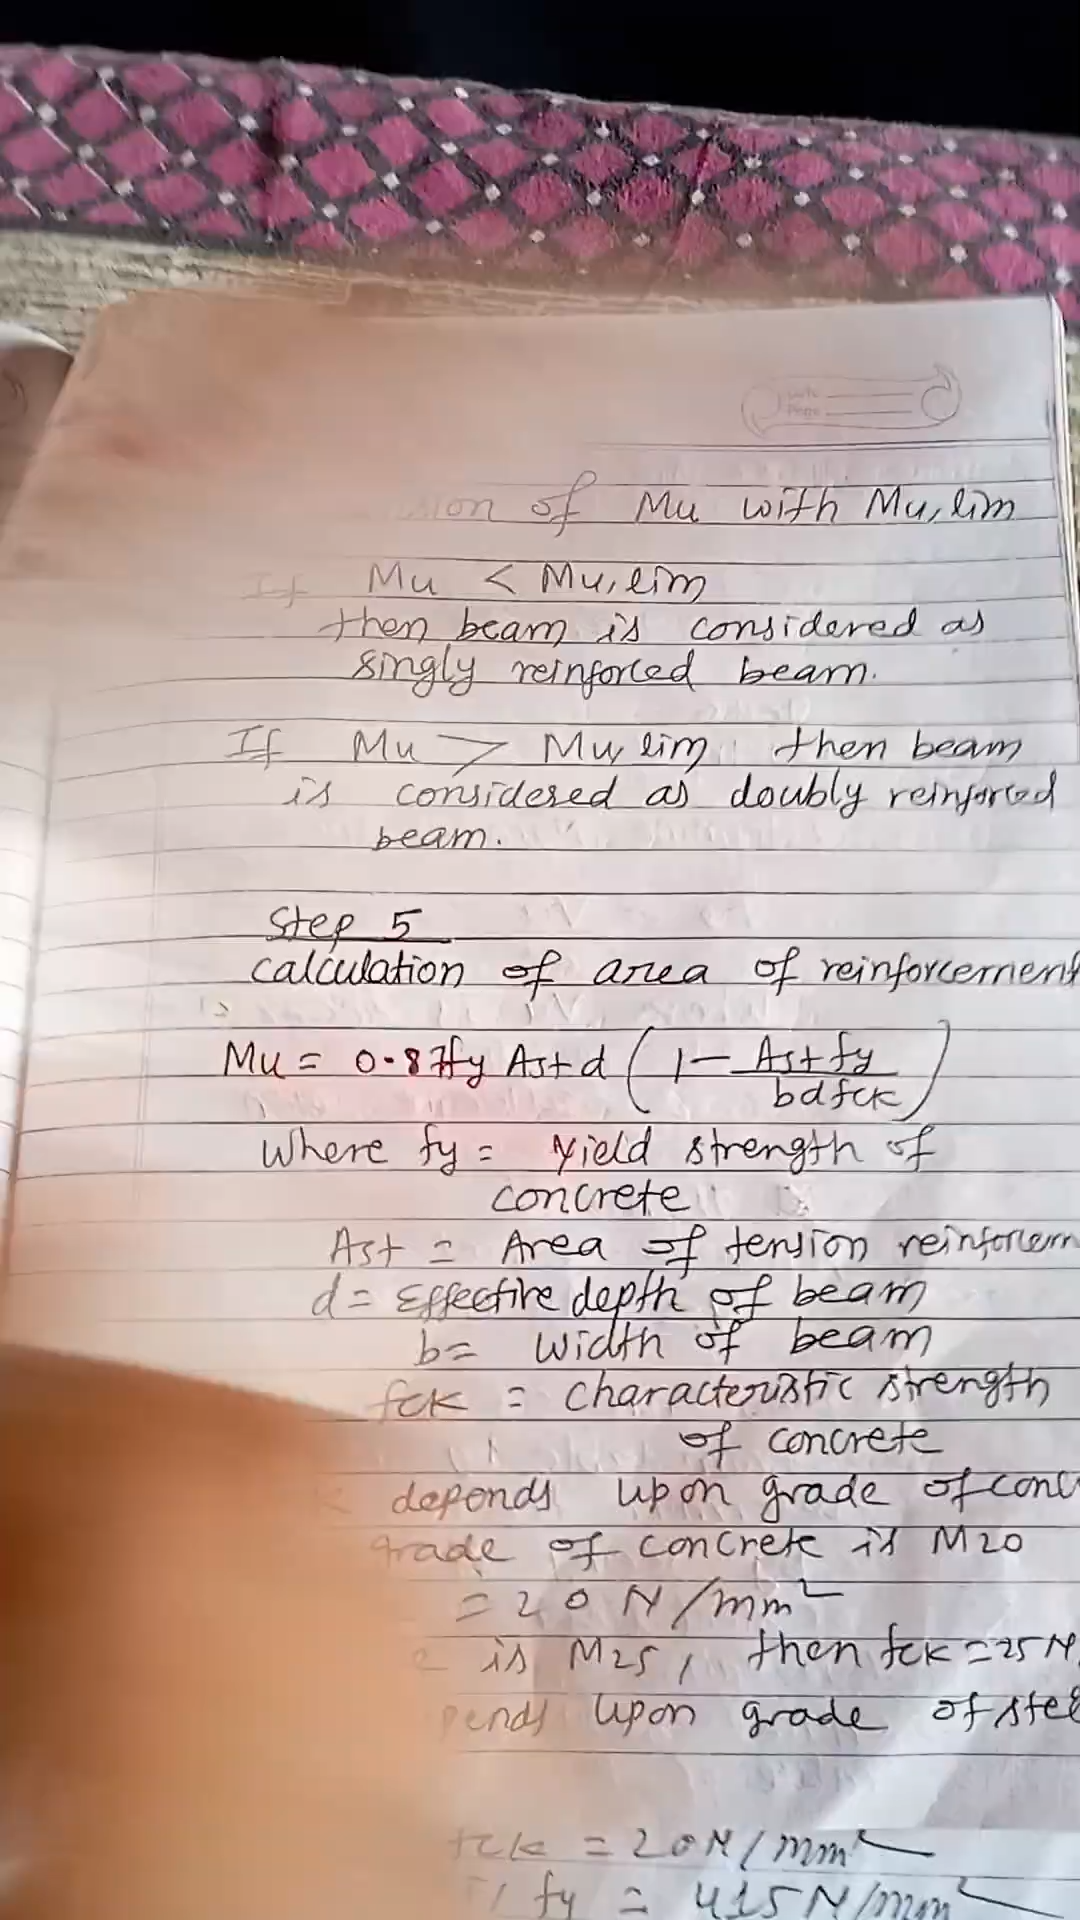 of Mu with Mu, lim
If Mu < Mu, lim
then beam is considered as
singly reinforced beam.
If Mu > Mu, lim then beam
is considered as doubly reinforced
beam.
Step 5
calculation of area of reinforcement
Mu = 0.87fy Ast d (1 - Ast fy / bd fck)
Where fy = Yield strength of
concrete
Ast = Area of tension reinforcem
d = Effective depth of beam
b = Width of beam
fck = Characteristic strength
of concrete
depends upon grade of conc
grade of concrete is M20
= 20 N/mm²
is M25, then fck = 25 N
pends upon grade of stee
fck = 20N/mm²
fy = 415 N/mm²